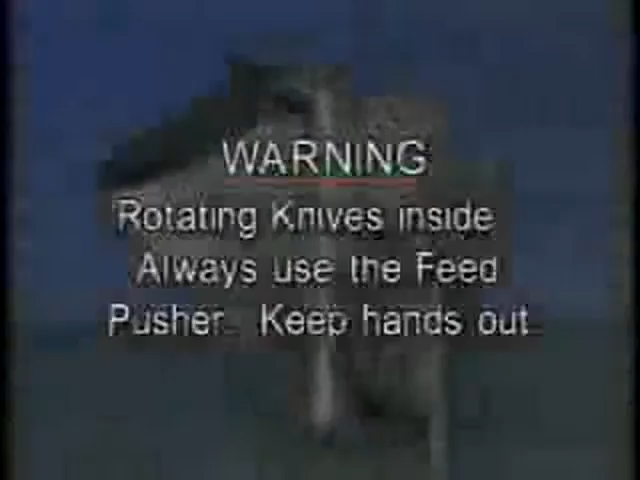 WARNING
Rotating Knives inside
Always use the Feed
Pusher. Keep hands out